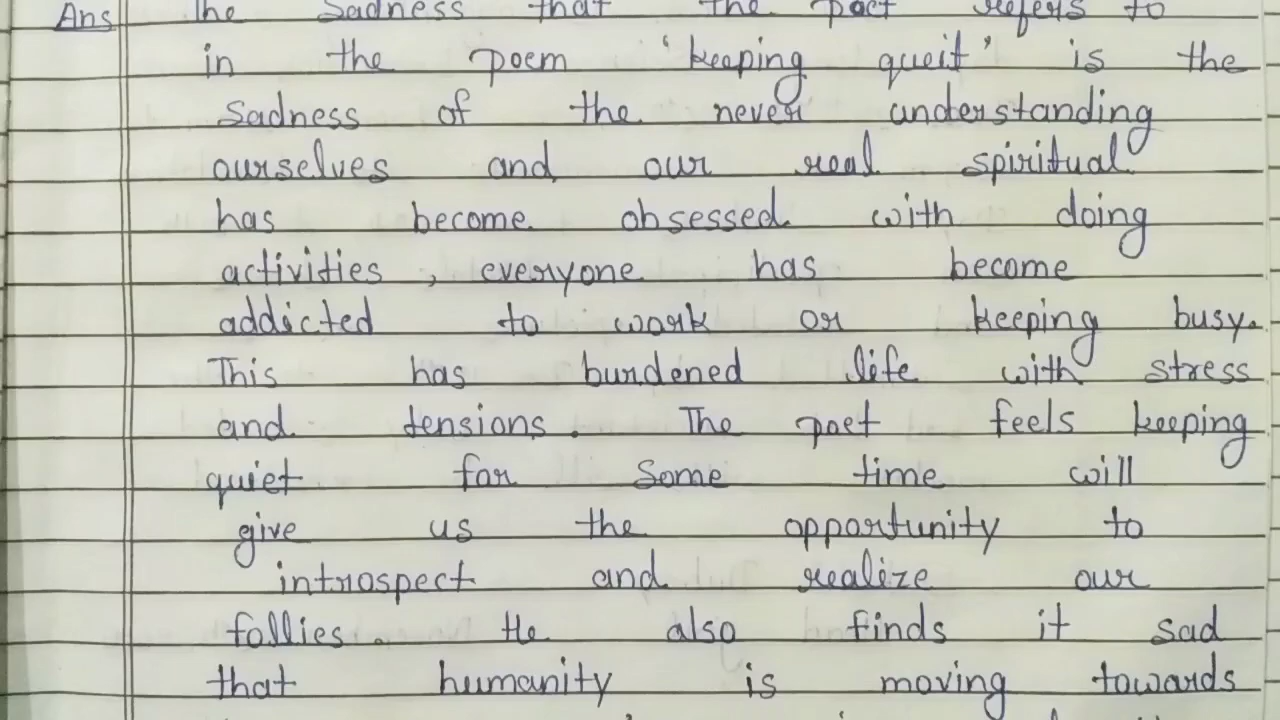 Ans The Sadness that the poet refers to
in the poem 'keeping queit' is the
Sadness of the never understanding
ourselves and our real spiritual
has become obsessed with doing
activities, everyone has become
addicted to work or keeping busy.
This has burdened life with stress
and tensions. The poet feels keeping
quiet for Some time will
give us the opportunity to
introspect and realize our
follies. He also finds it sad
that humanity is moving towards